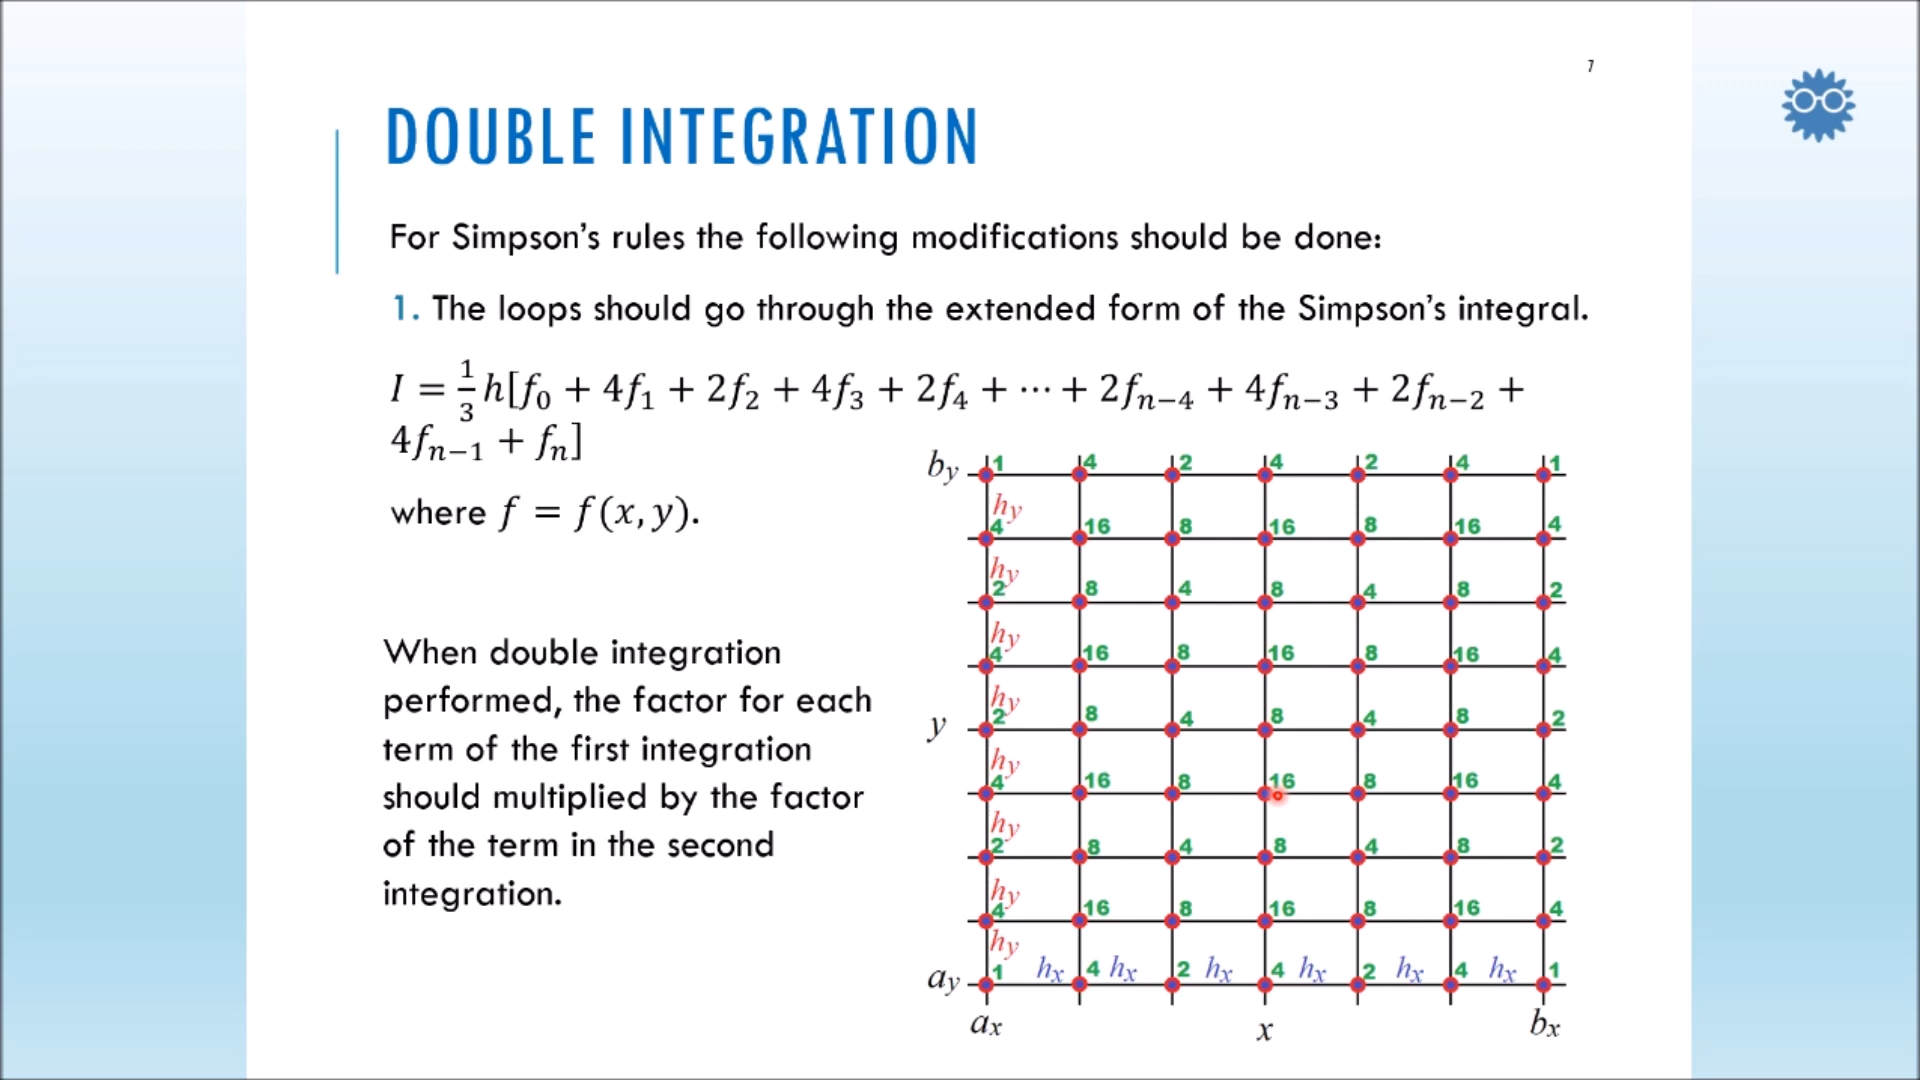 7
DOUBLE INTEGRATION
For Simpson's rules the following modifications should be done:
1. The loops should go through the extended form of the Simpson's integral.
I = 1/3 h[f₀ + 4f₁ + 2f₂ + 4f₃ + 2f₄ + ⋯ + 2fₙ₋₄ + 4fₙ₋₃ + 2fₙ₋₂ +
4fₙ₋₁ + fₙ]
where f = f(x, y).
When double integration
performed, the factor for each
term of the first integration
should multiplied by the factor
of the term in the second
integration.
by 1 4 2 4 2 4 1
hy
4 16 8 16 8 16 4
hy
2 8 4 8 4 8 2
hy
4 16 8 16 8 16 4
hy
y 2 8 4 8 4 8 2
hy
4 16 8 16 8 16 4
hy
2 8 4 8 4 8 2
hy
4 16 8 16 8 16 4
hy
ay 1 hx 4 hx 2 hx 4 hx 2 hx 4 hx 1
ax x bx